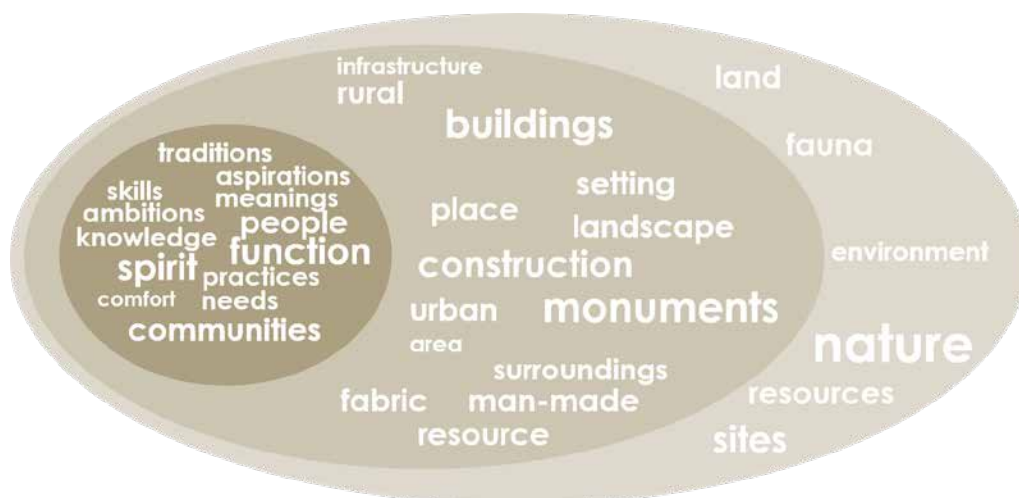 infrastructure
rural
buildings
traditions
aspirations
skills
meanings
ambitions
people
knowledge
function
spirit
practices
comfort
needs
communities
setting
place
landscape
construction
urban
monuments
area
surroundings
fabric
man-made
resource
land
fauna
environment
nature
resources
sites